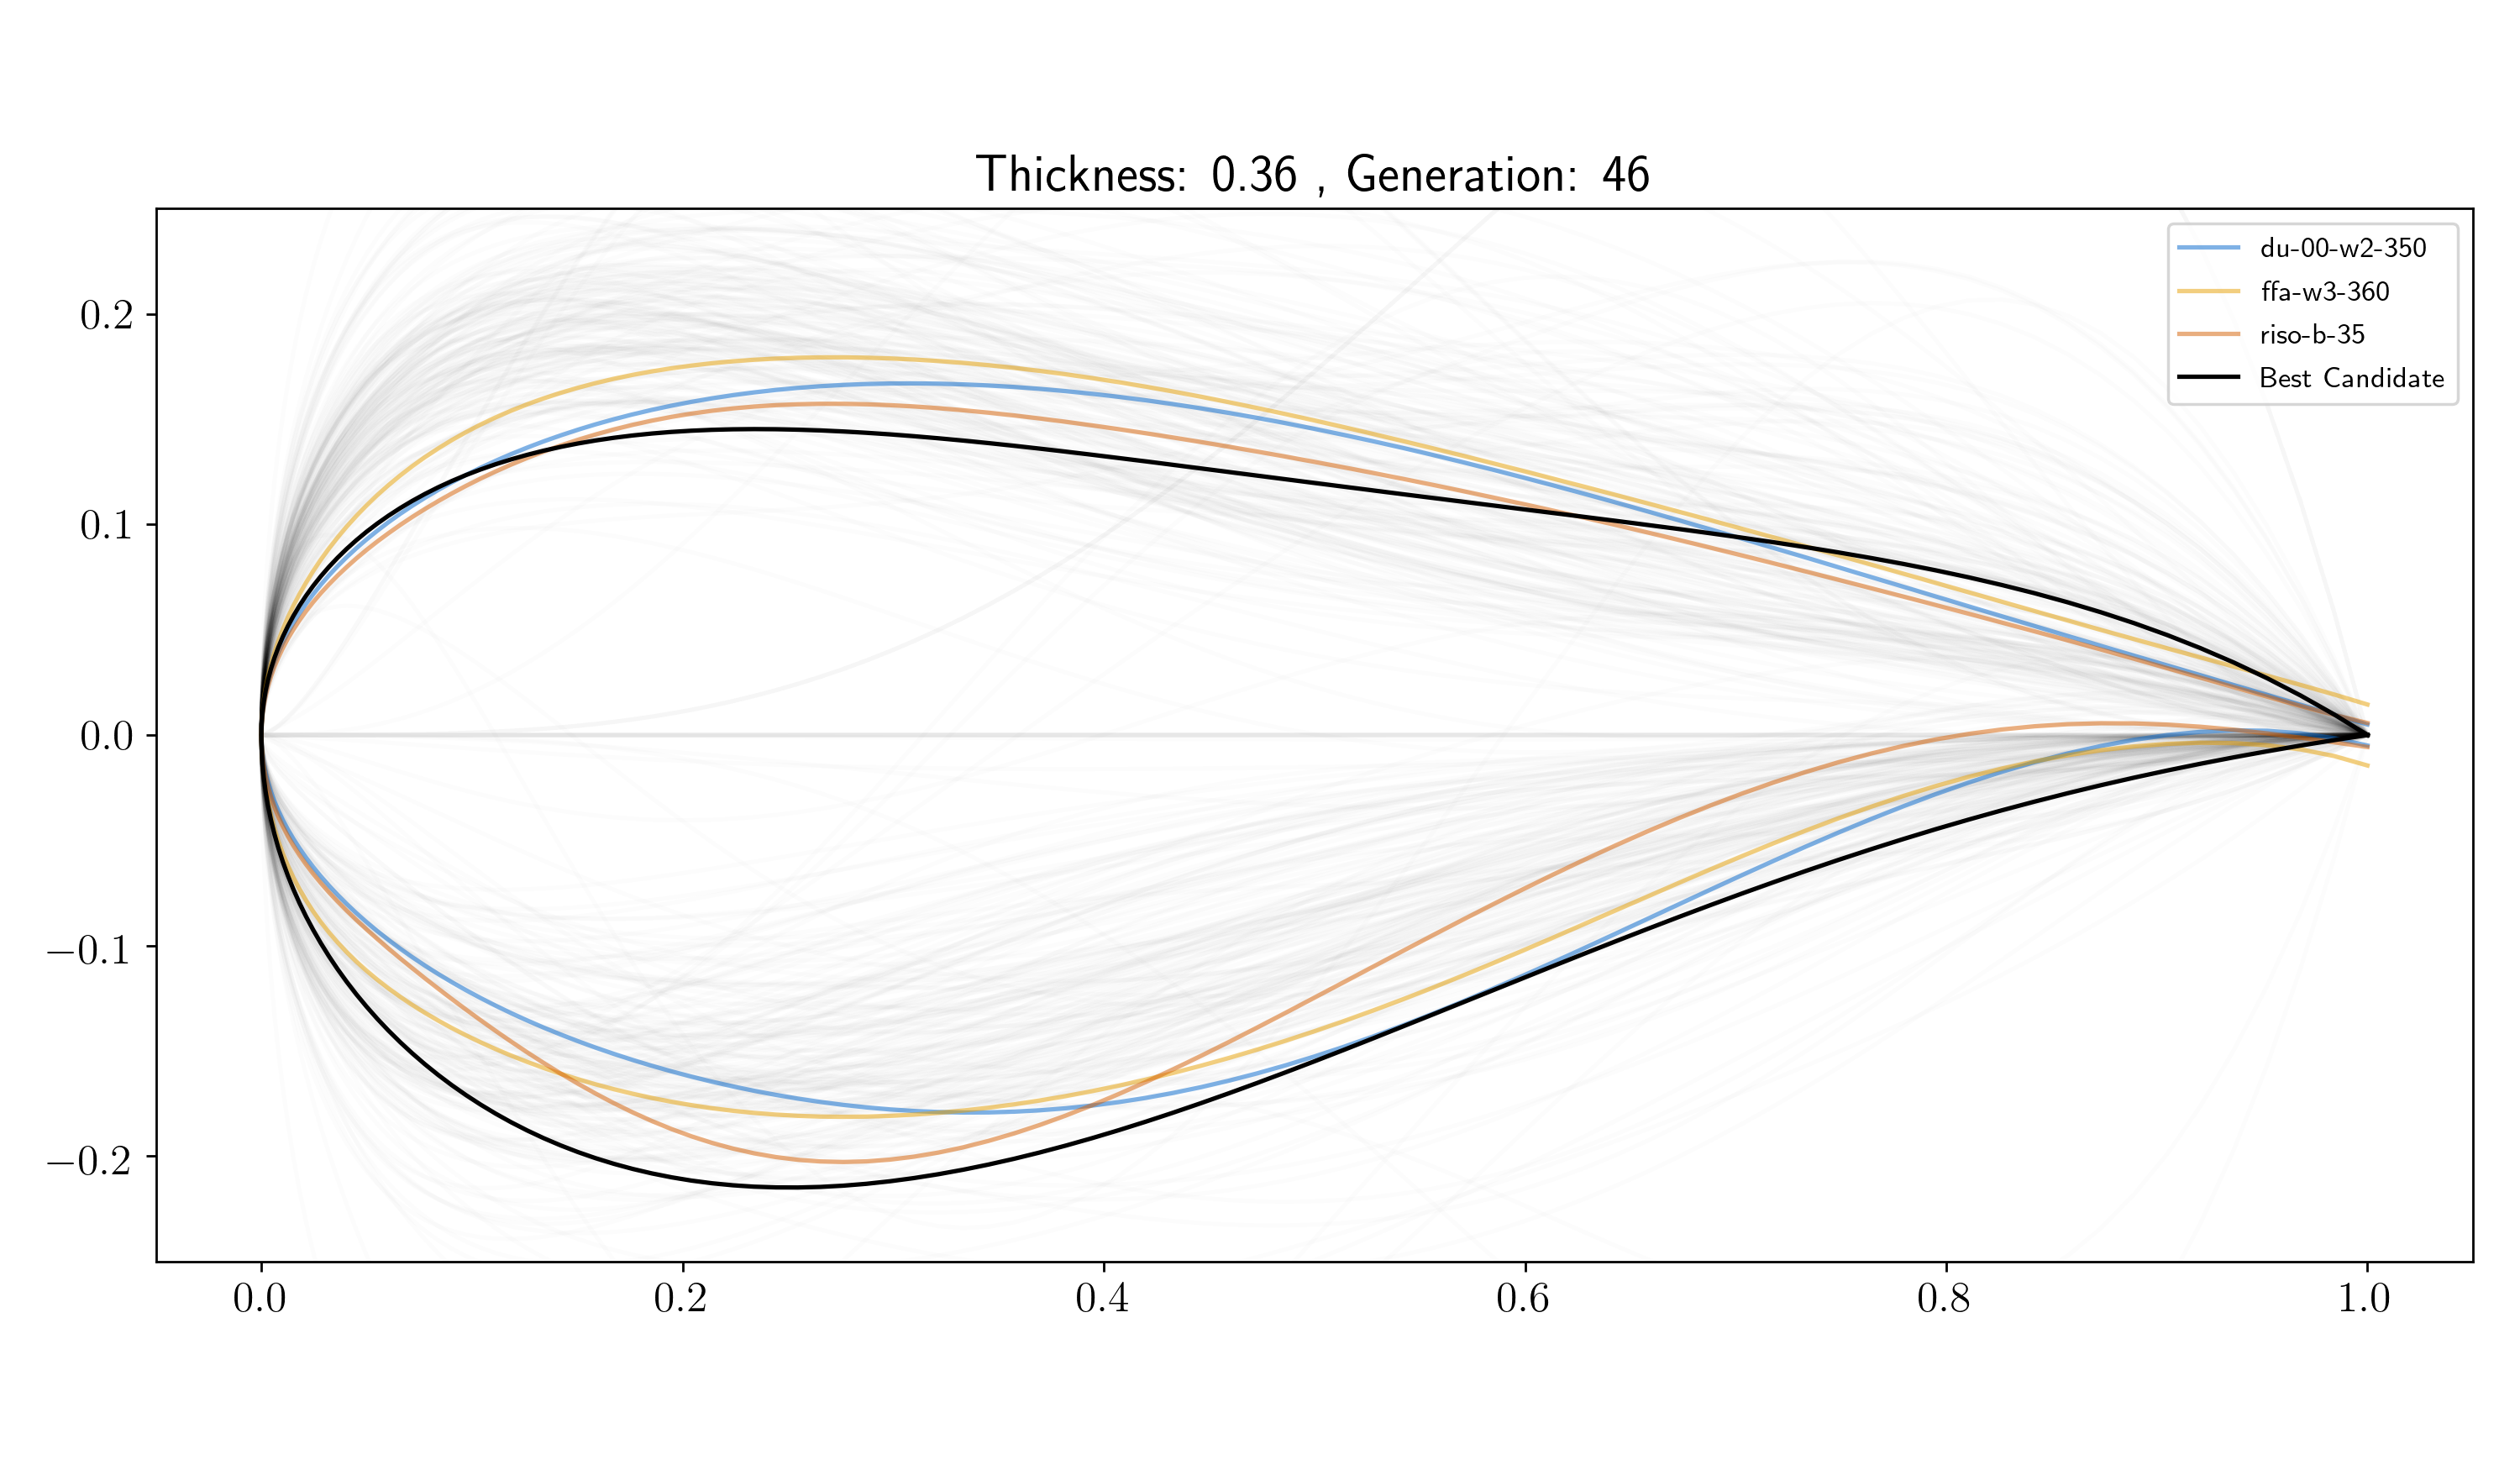 Thickness: 0.36 , Generation: 46
du-00-w2-350
ffa-w3-360
riso-b-35
Best Candidate
0.2
0.1
0.0
−0.1
−0.2
0.0 0.2 0.4 0.6 0.8 1.0